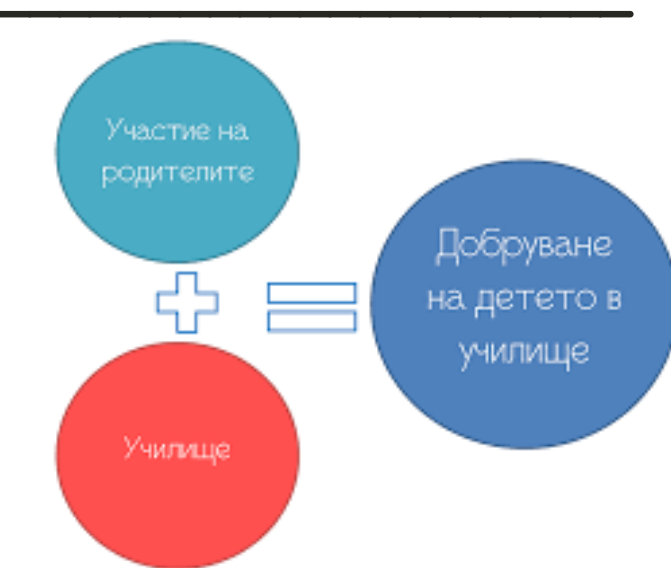 Участие на
родителите
Училище
Добруване
на детето в
училище